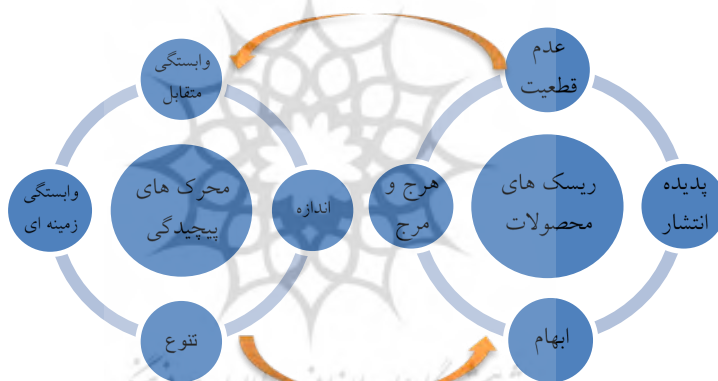 عدم
قطعیت
پدیده
انتشار
ریسک های
محصولات
هرج و
مرج
ابهام
وابستگی
متقابل
اندازه
محرک های
پیچیدگی
وابستگی
زمینه ای
تنوع